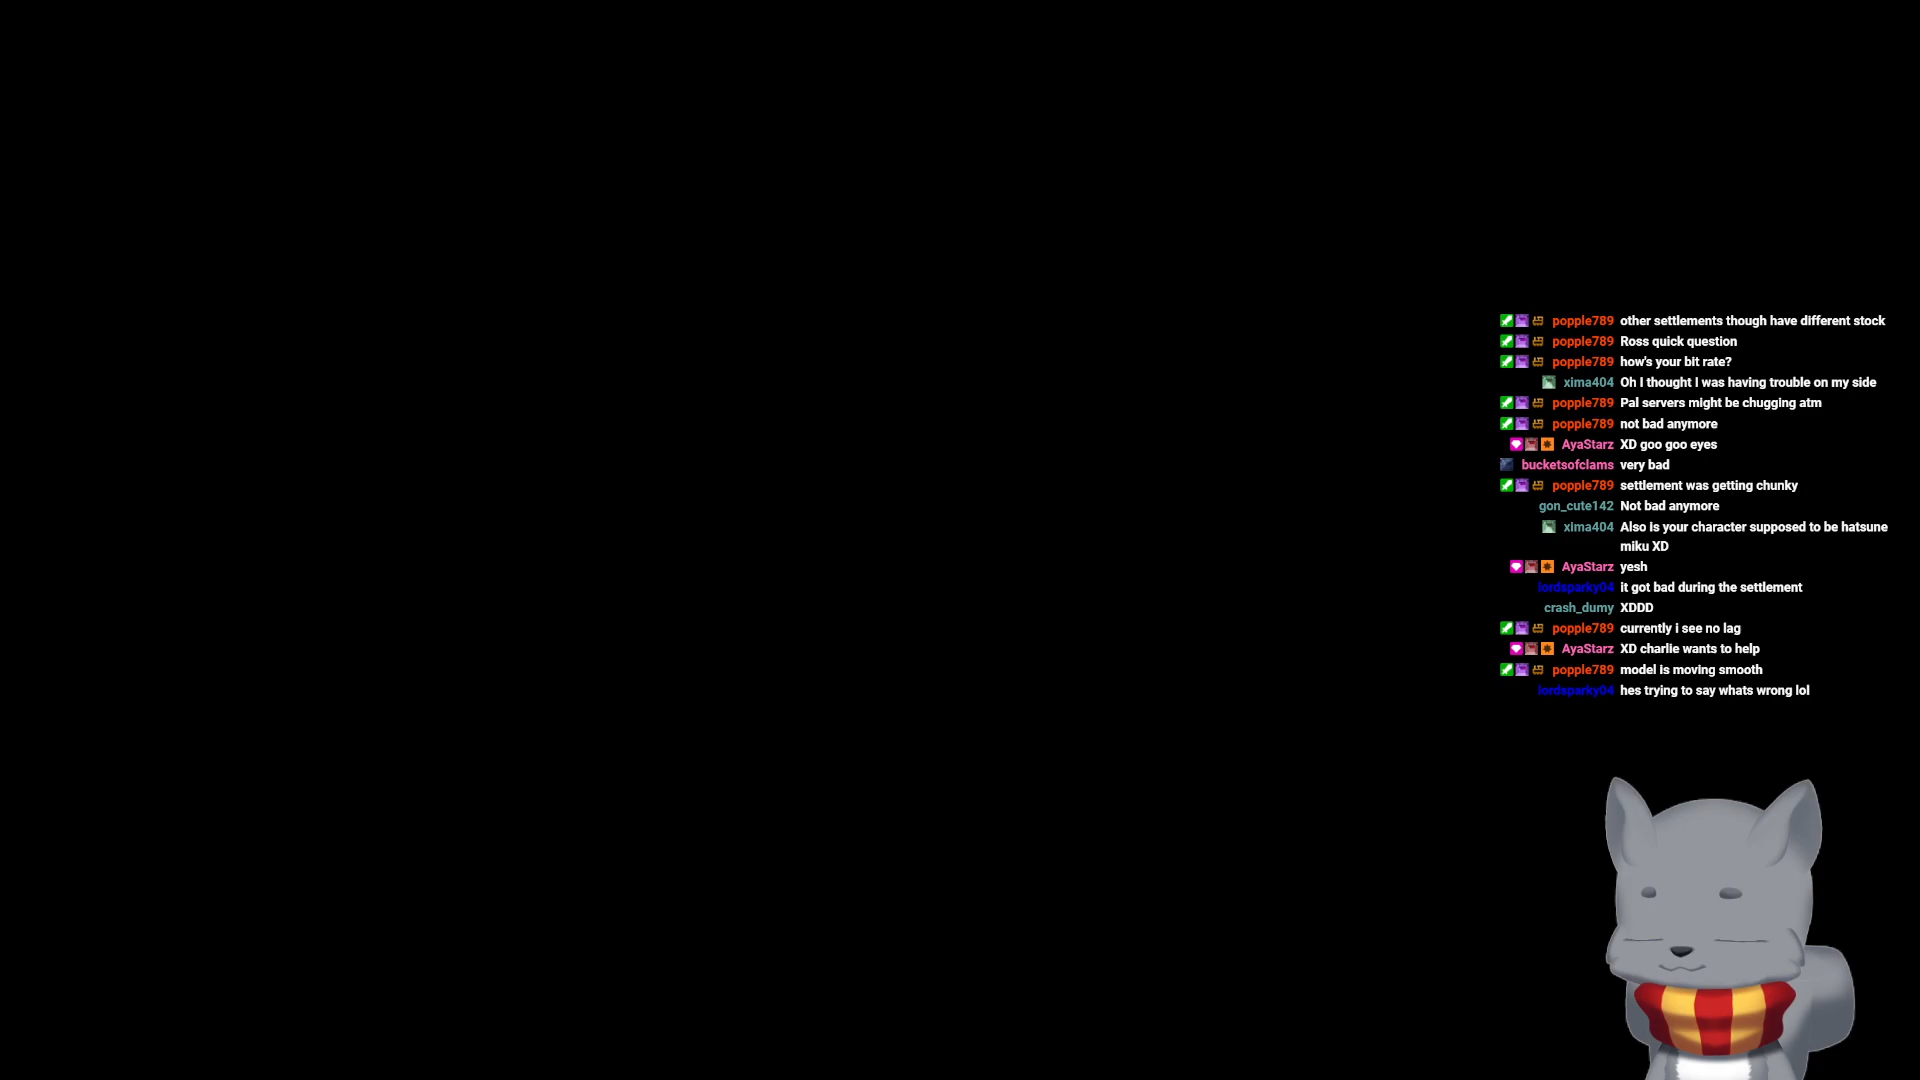 popple789 other settlements though have different stock
popple789 Ross quick question
popple789 how's your bit rate?
xima404 Oh I thought I was having trouble on my side
popple789 Pal servers might be chugging atm
popple789 not bad anymore
AyaStarz XD goo goo eyes
bucketsofclams very bad
popple789 settlement was getting chunky
gon_cute142 Not bad anymore
xima404 Also is your character supposed to be hatsune
miku XD
AyaStarz yesh
lordsparky04 it got bad during the settlement
crash_dumy XDDD
popple789 currently i see no lag
AyaStarz XD charlie wants to help
popple789 model is moving smooth
lordsparky04 hes trying to say whats wrong lol